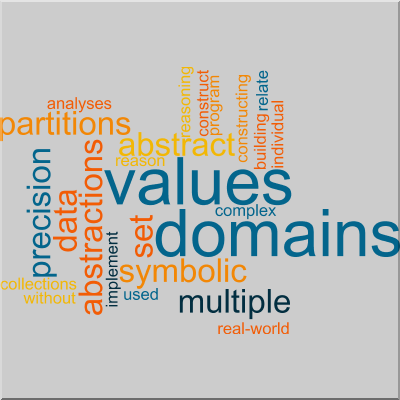 analyses
partitions
reasoning
construct
program
constructing
relate
building
individual
abstract
reason
values
precision
data
abstractions
set
complex
domains
implement
symbolic
collections
without
used
multiple
real-world